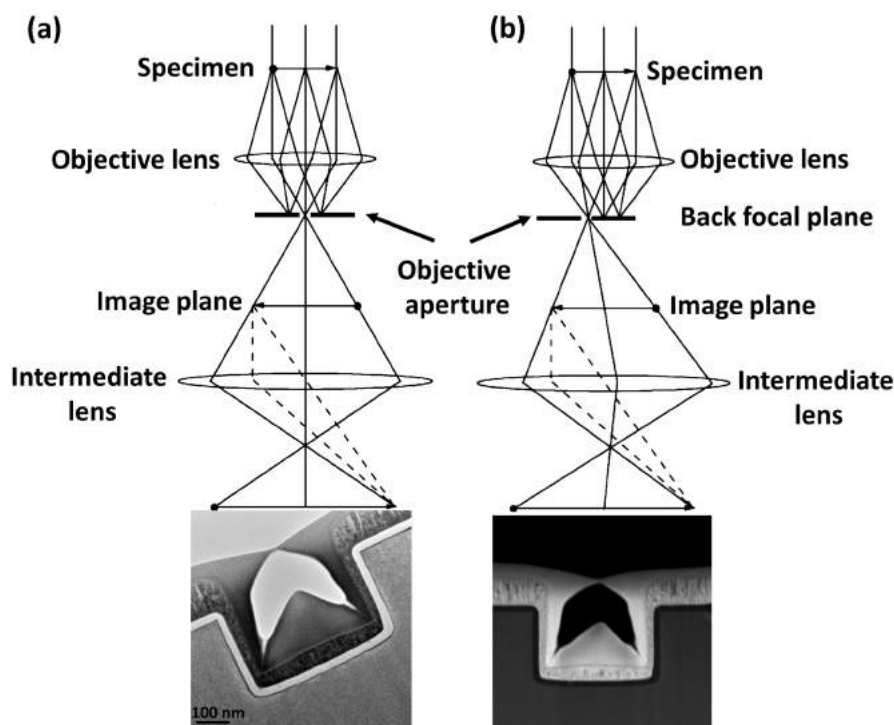 (a)
(b)
Specimen
Specimen
Objective lens
Objective lens
Back focal plane
Objective
aperture
Image plane
Image plane
Intermediate
lens
Intermediate
lens
100 nm